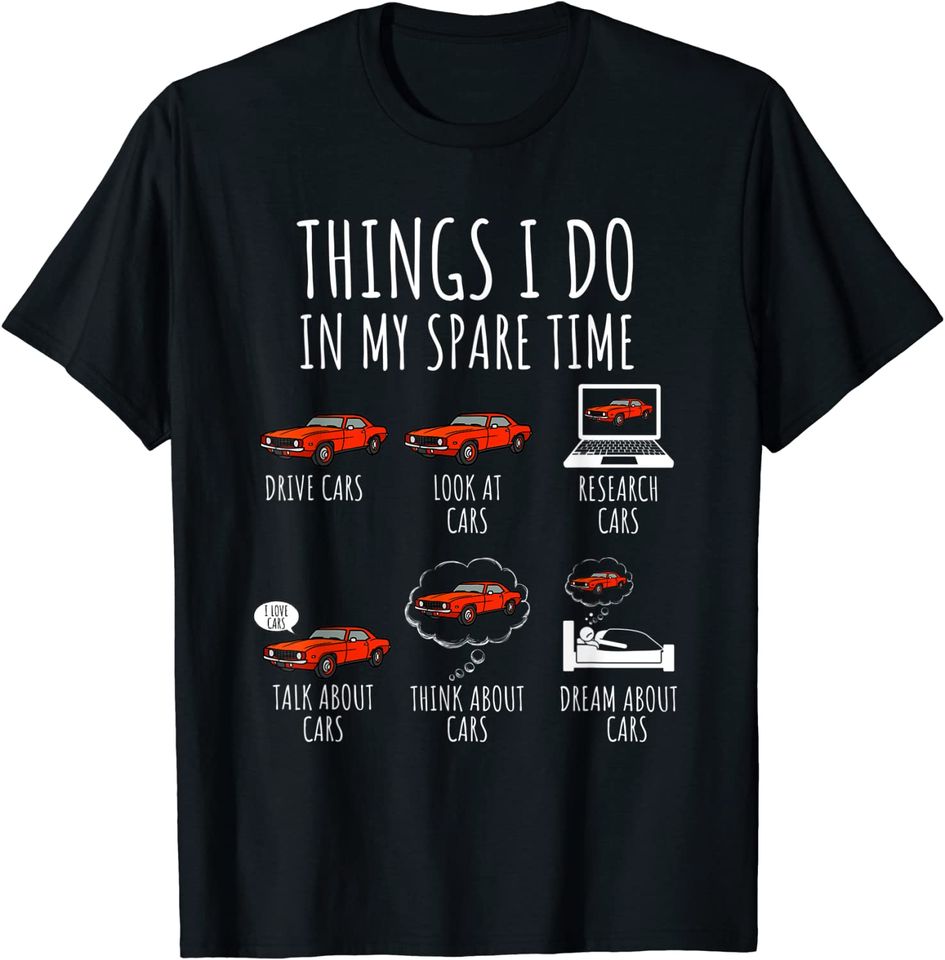 THINGS I DO
IN MY SPARE TIME
DRIVE CARS
LOOK AT
CARS
RESEARCH
CARS
I LOVE
CARS
TALK ABOUT
CARS
THINK ABOUT
CARS
DREAM ABOUT
CARS